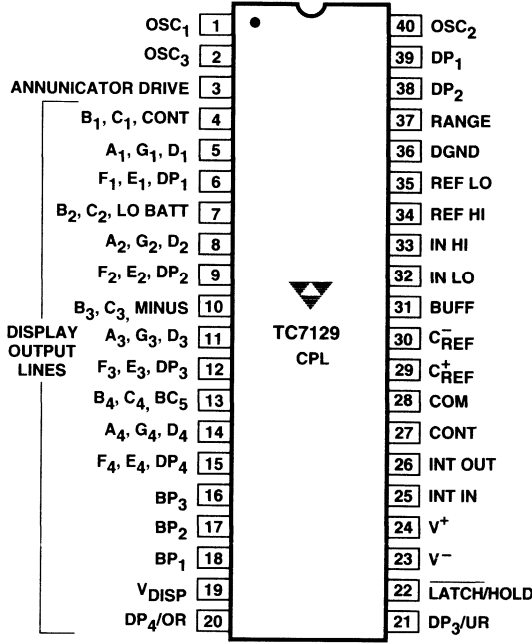 OSC1 1
OSC3 2
ANNUNICATOR DRIVE 3
B1, C1, CONT 4
A1, G1, D1 5
F1, E1, DP1 6
B2, C2, LO BATT 7
A2, G2, D2 8
F2, E2, DP2 9
B3, C3, MINUS 10
A3, G3, D3 11
F3, E3, DP3 12
B4, C4, BC5 13
A4, G4, D4 14
F4, E4, DP4 15
BP3 16
BP2 17
BP1 18
VDISP 19
DP4/OR 20
DISPLAY
OUTPUT
LINES
TC7129
CPL
40 OSC2
39 DP1
38 DP2
37 RANGE
36 DGND
35 REF LO
34 REF HI
33 IN HI
32 IN LO
31 BUFF
30 C−REF
29 C+REF
28 COM
27 CONT
26 INT OUT
25 INT IN
24 V+
23 V−
22 LATCH/HOLD
21 DP3/UR